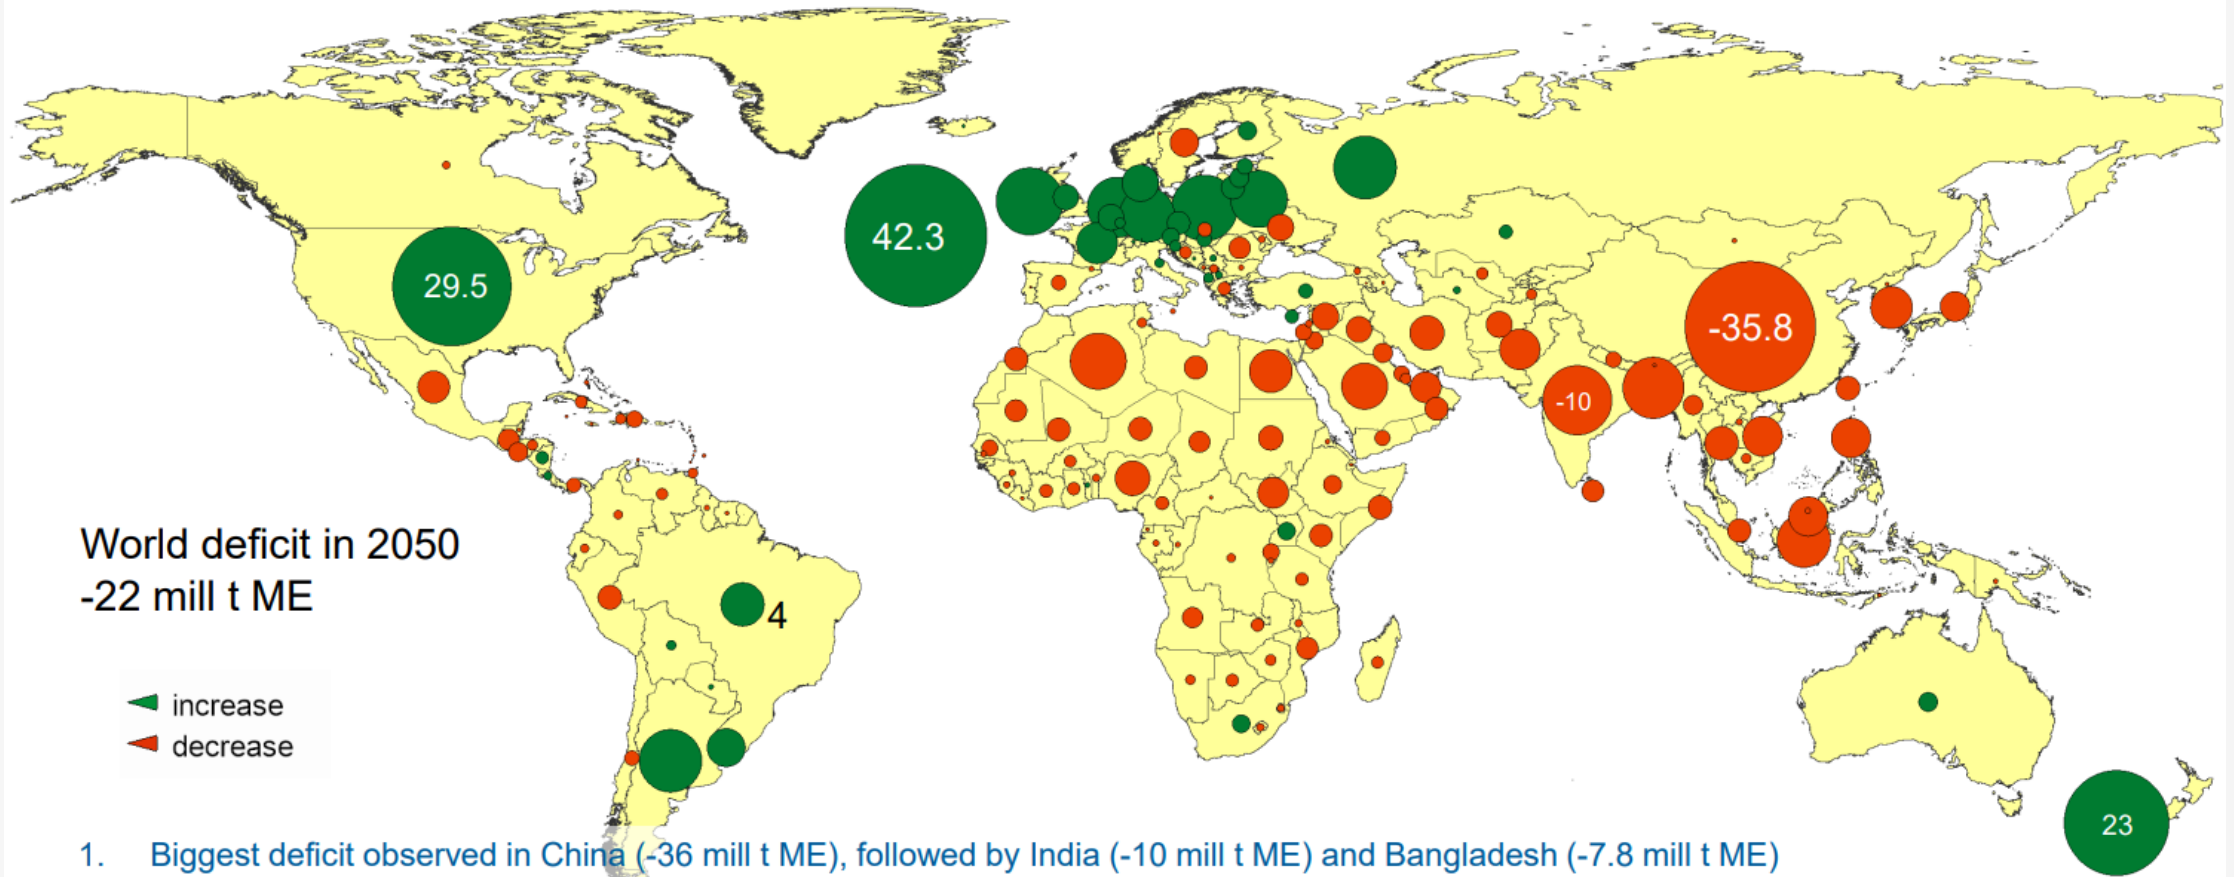 42.3
29.5
-35.8
-10
World deficit in 2050
-22 mill t ME
4
increase
decrease
23
1. Biggest deficit observed in China (-36 mill t ME), followed by India (-10 mill t ME) and Bangladesh (-7.8 mill t ME)